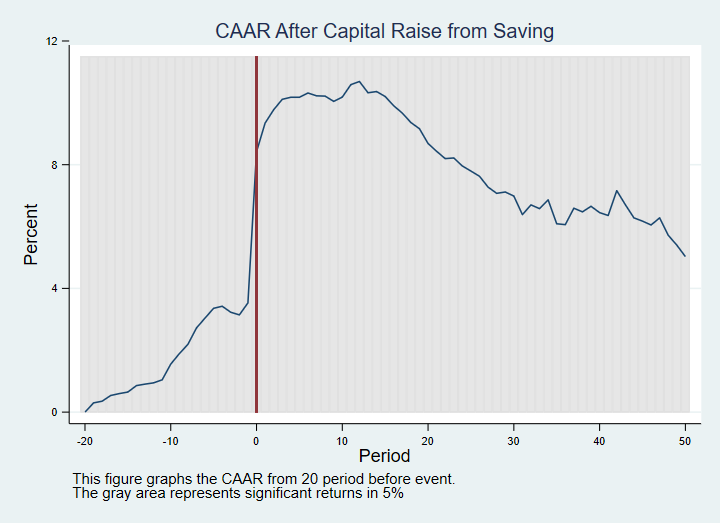 CAAR After Capital Raise from Saving
12
8
4
0
Percent
-20 -10 0 10 20 30 40 50
Period
This figure graphs the CAAR from 20 period before event.
The gray area represents significant returns in 5%